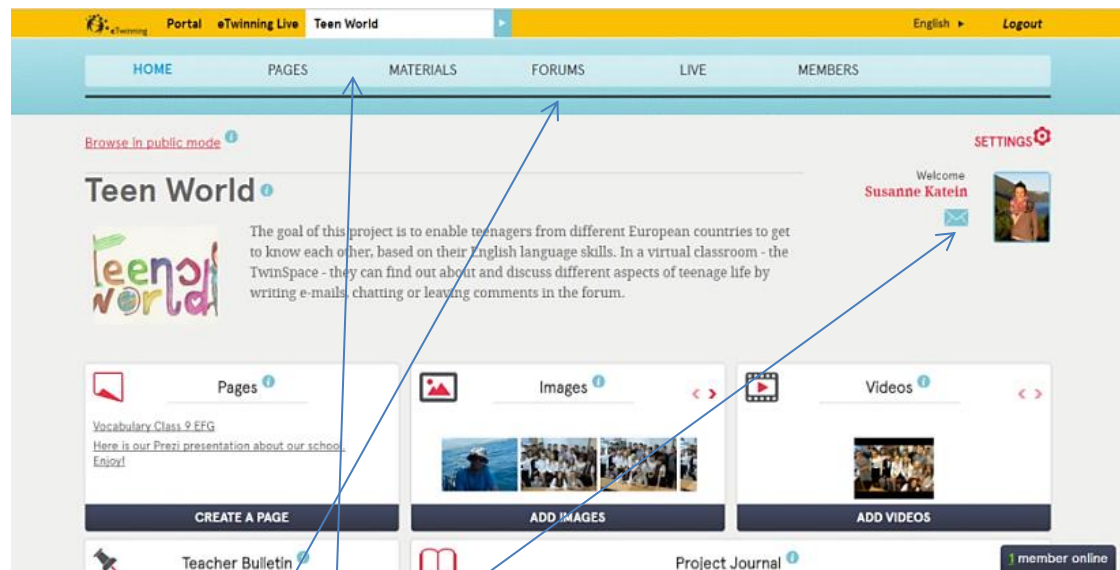 eTwinning Portal eTwinning Live Teen World English Logout
HOME PAGES MATERIALS FORUMS LIVE MEMBERS
Browse in public mode
SETTINGS
Teen World
Welcome
Susanne Katein
The goal of this project is to enable teenagers from different European countries to get
to know each other, based on their English language skills. In a virtual classroom - the
TwinSpace - they can find out about and discuss different aspects of teenage life by
writing e-mails, chatting or leaving comments in the forum.
Teens
World
Pages
Vocabulary Class 9 EFG
Here is our Prezi presentation about our school.
Enjoy!
CREATE A PAGE
Images
ADD IMAGES
Videos
ADD VIDEOS
Teacher Bulletin
Project Journal
1 member online